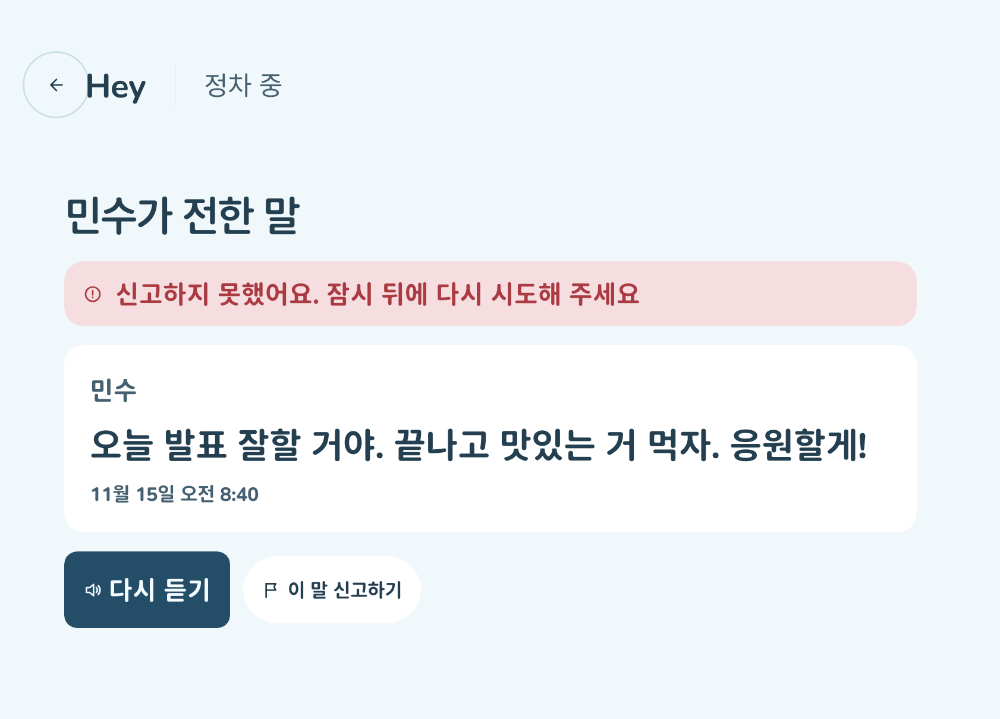 Hey 정차 중
민수가 전한 말
신고하지 못했어요. 잠시 뒤에 다시 시도해 주세요
민수
오늘 발표 잘할 거야. 끝나고 맛있는 거 먹자. 응원할게!
11월 15일 오전 8:40
다시 듣기 이 말 신고하기